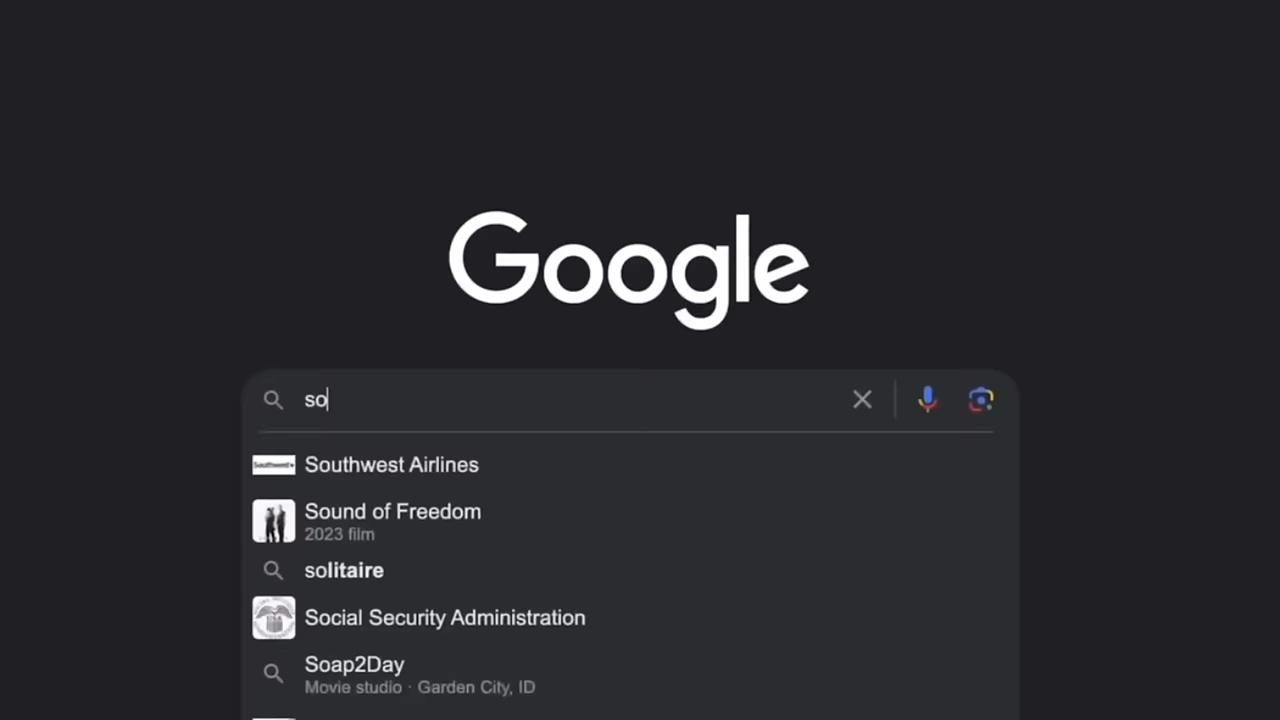 Google
so
Southwest Airlines
Sound of Freedom
2023 film
solitaire
Social Security Administration
Soap2Day
Movie studio · Garden City, ID